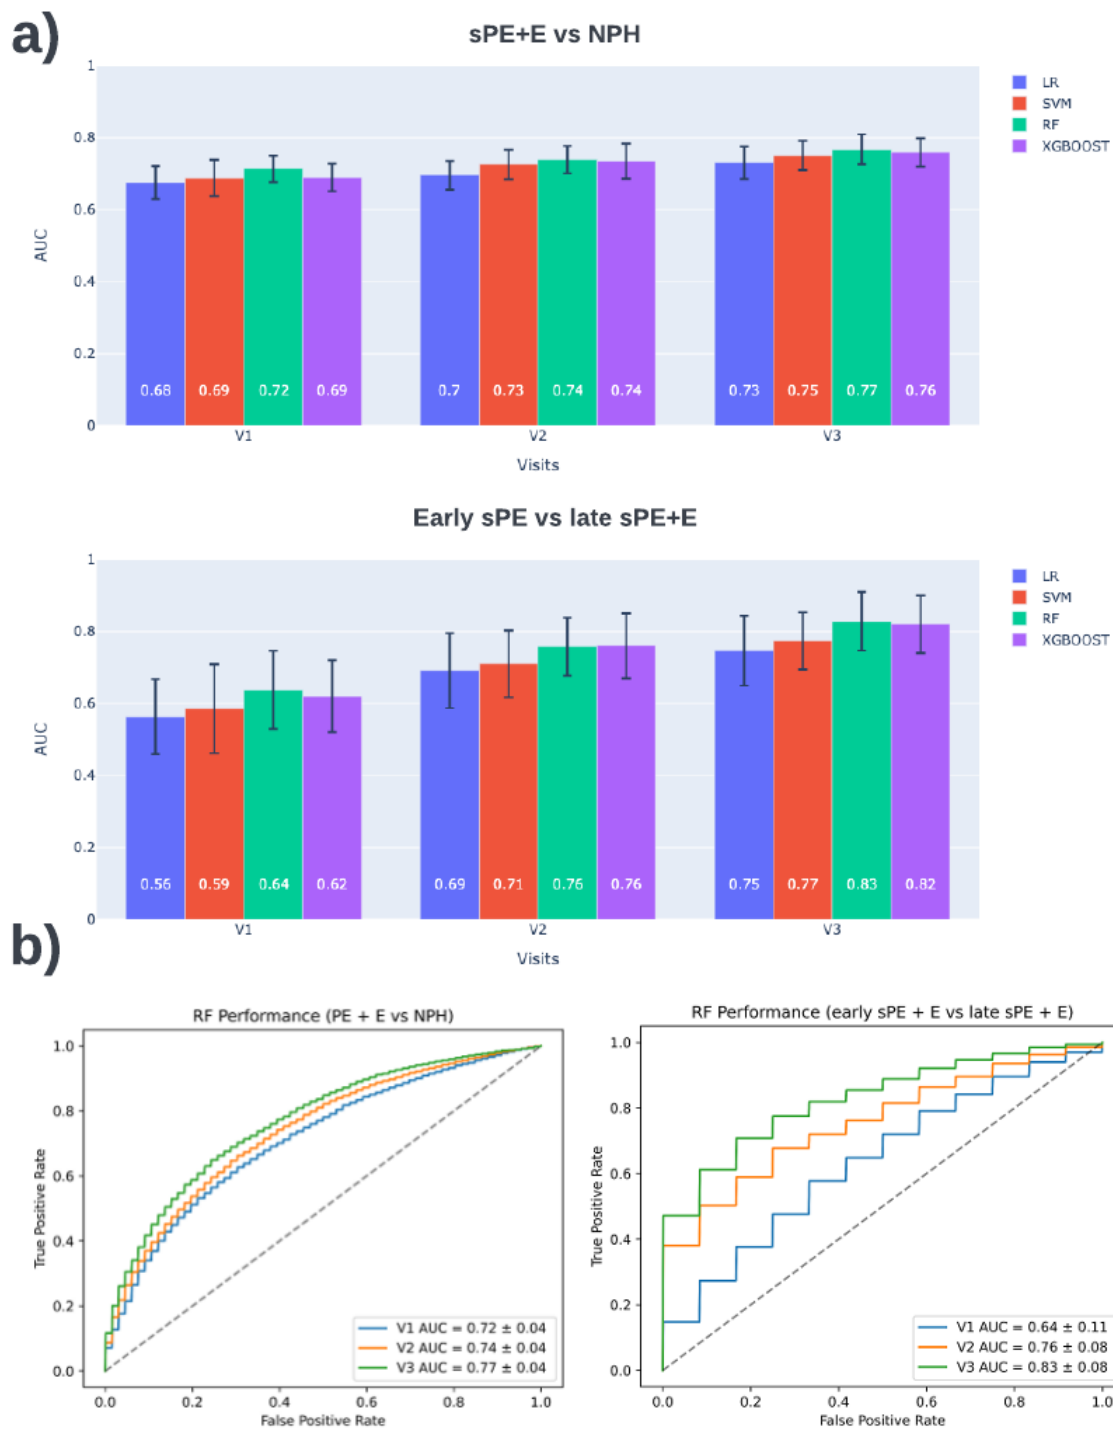 a)
sPE+E vs NPH
1
0.8
0.6
0.4
0.2
0
AUC
LR
SVM
RF
XGBOOST
0.68 0.69 0.72 0.69 0.7 0.73 0.74 0.74 0.73 0.75 0.77 0.76
V1 V2 V3
Visits
Early sPE vs late sPE+E
1
0.8
0.6
0.4
0.2
0
AUC
LR
SVM
RF
XGBOOST
0.56 0.59 0.64 0.62 0.69 0.71 0.76 0.76 0.75 0.77 0.83 0.82
V1 V2 V3
Visits
b)
RF Performance (PE + E vs NPH)
1.0
0.8
0.6
0.4
0.2
0.0
True Positive Rate
V1 AUC = 0.72 ± 0.04
V2 AUC = 0.74 ± 0.04
V3 AUC = 0.77 ± 0.04
0.0 0.2 0.4 0.6 0.8 1.0
False Positive Rate
RF Performance (early sPE + E vs late sPE + E)
1.0
0.8
0.6
0.4
0.2
0.0
True Positive Rate
V1 AUC = 0.64 ± 0.11
V2 AUC = 0.76 ± 0.08
V3 AUC = 0.83 ± 0.08
0.0 0.2 0.4 0.6 0.8 1.0
False Positive Rate